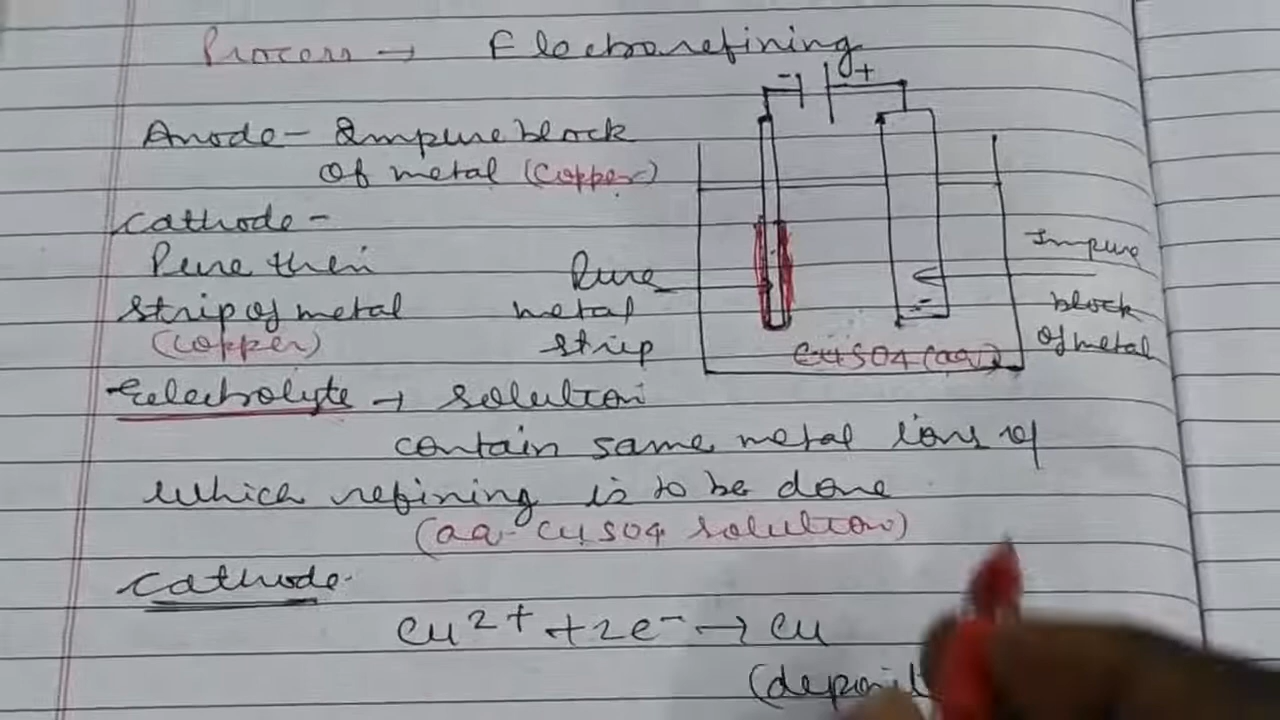 Process → Electrorefining
- +
Anode - Impure block
of metal (Copper)
Cathode -
Pure thin
strip of metal
(Copper)
Pure
metal
strip
Impure
block
of metal
CuSO4 (aq)
Electrolyte → solution
contain same metal ions of
which refining is to be done
(aq. CuSO4 solution)
Cathode.
Cu2+ + 2e- → Cu
(deposit